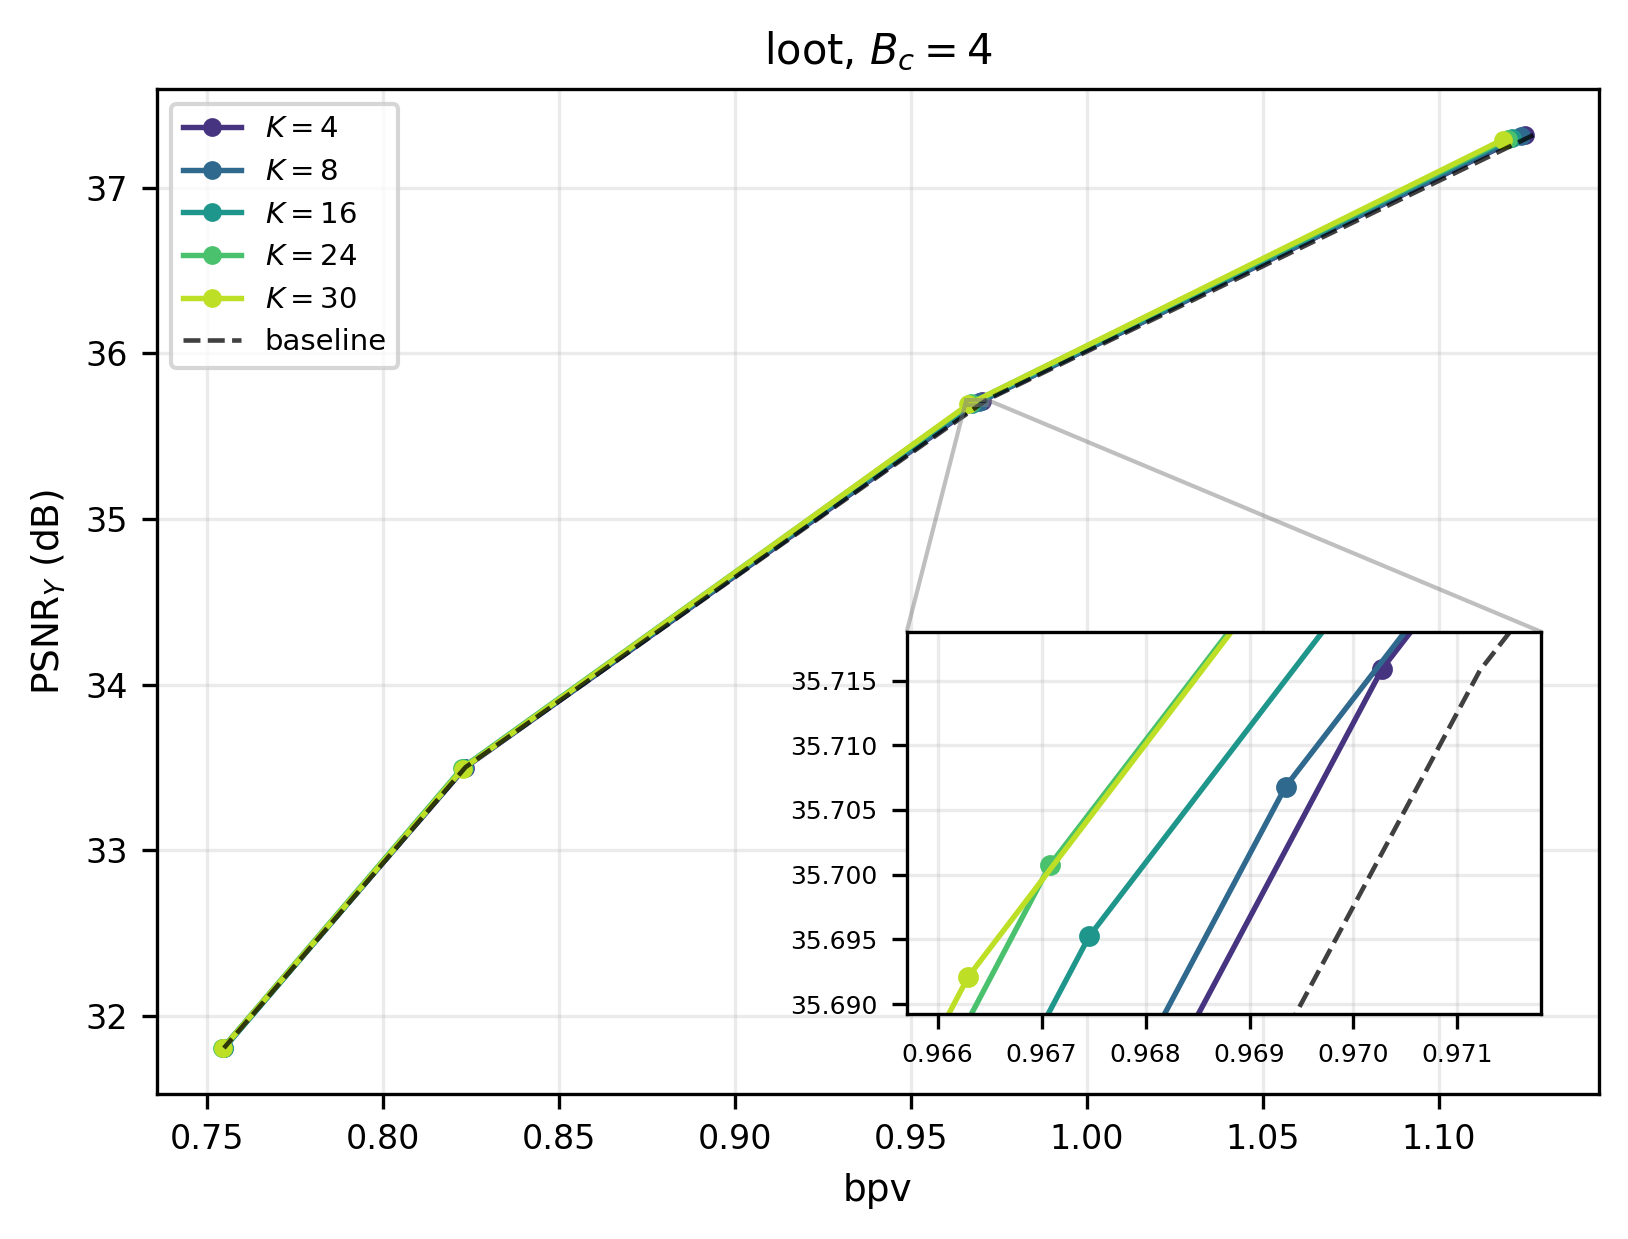 loot, $B_c = 4$
PSNR$_Y$ (dB)
37
36
35
34
33
32
K = 4
K = 8
K = 16
K = 24
K = 30
baseline
35.715
35.710
35.705
35.700
35.695
35.690
0.966 0.967 0.968 0.969 0.970 0.971
0.75 0.80 0.85 0.90 0.95 1.00 1.05 1.10
bpv